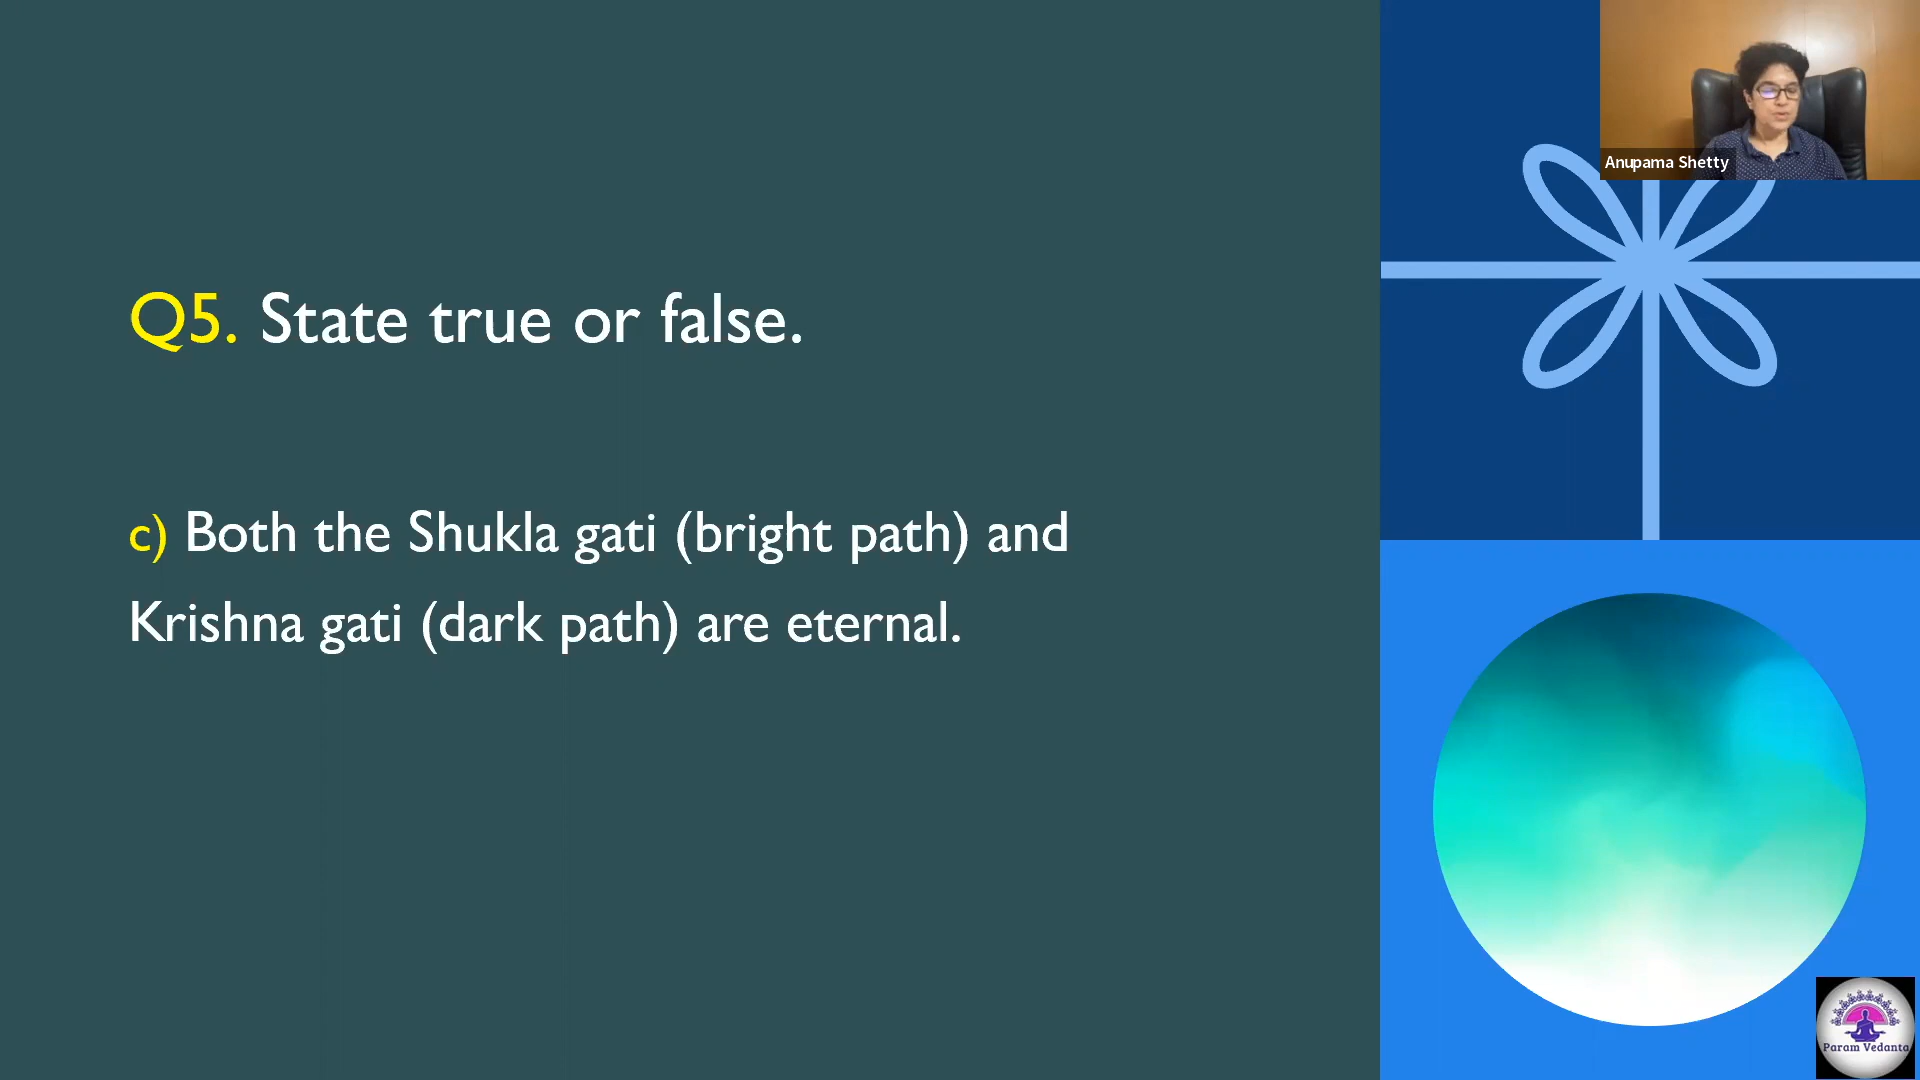 Anupama Shetty
Q5. State true or false.
c) Both the Shukla gati (bright path) and
Krishna gati (dark path) are eternal.
Param Vedanta